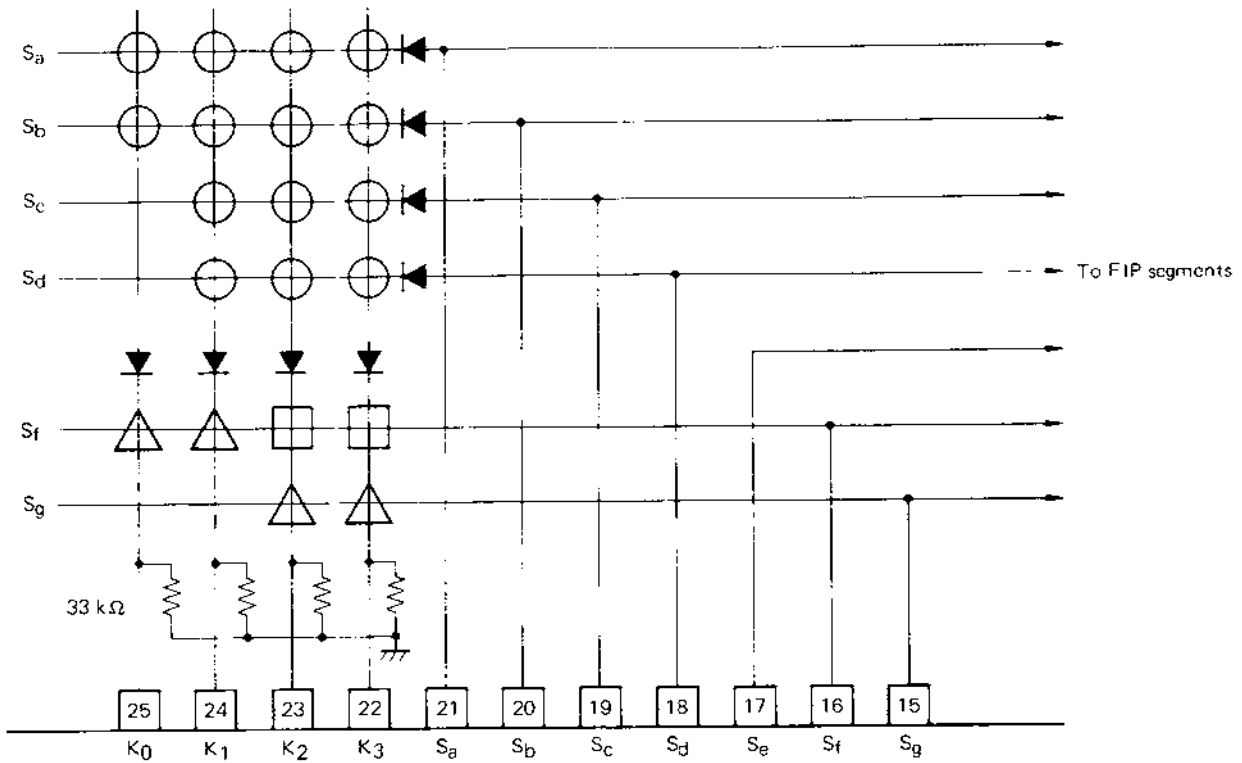 Sa
Sb
Sc
Sd
To FIP segments
Sf
Sg
33 kΩ
25 24 23 22 21 20 19 18 17 16 15
K0 K1 K2 K3 Sa Sb Sc Sd Se Sf Sg